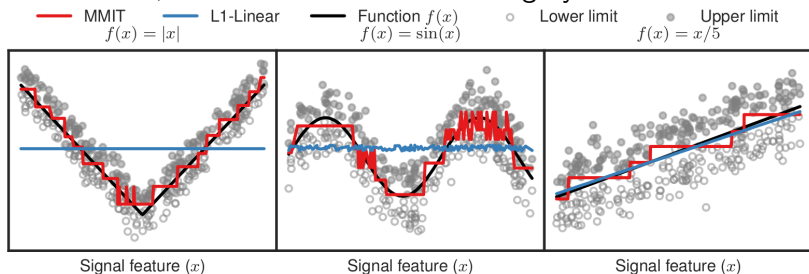 MMIT L1-Linear Function f(x) Lower limit Upper limit
f(x) = |x| f(x) = sin(x) f(x) = x/5
Signal feature (x) Signal feature (x) Signal feature (x)